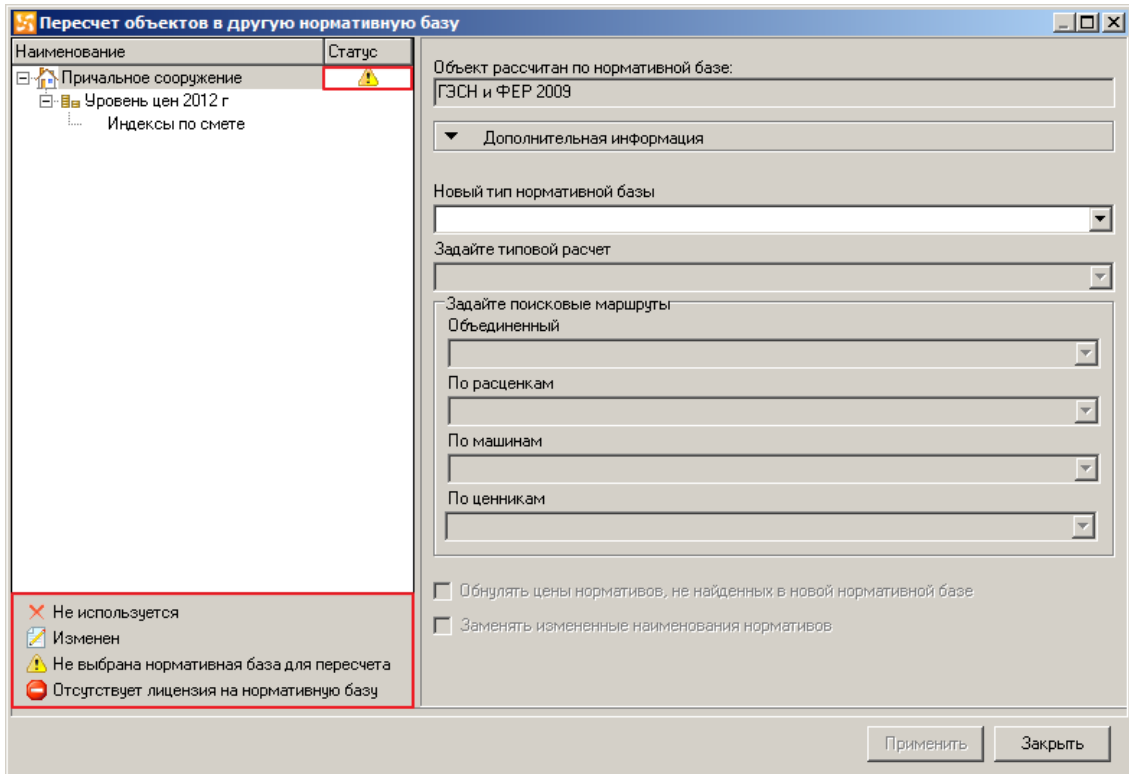 Пересчет объектов в другую нормативную базу
Наименование Статус
Причальное сооружение
Уровень цен 2012 г
Индексы по смете
Не используется
Изменен
Не выбрана нормативная база для пересчета
Отсутствует лицензия на нормативную базу
Объект рассчитан по нормативной базе:
ГЭСН и ФЕР 2009
Дополнительная информация
Новый тип нормативной базы
Задайте типовой расчет
Задайте поисковые маршруты
Объединенный
По расценкам
По машинам
По ценникам
Обнулять цены нормативов, не найденных в новой нормативной базе
Заменять измененные наименования нормативов
Применить Закрыть